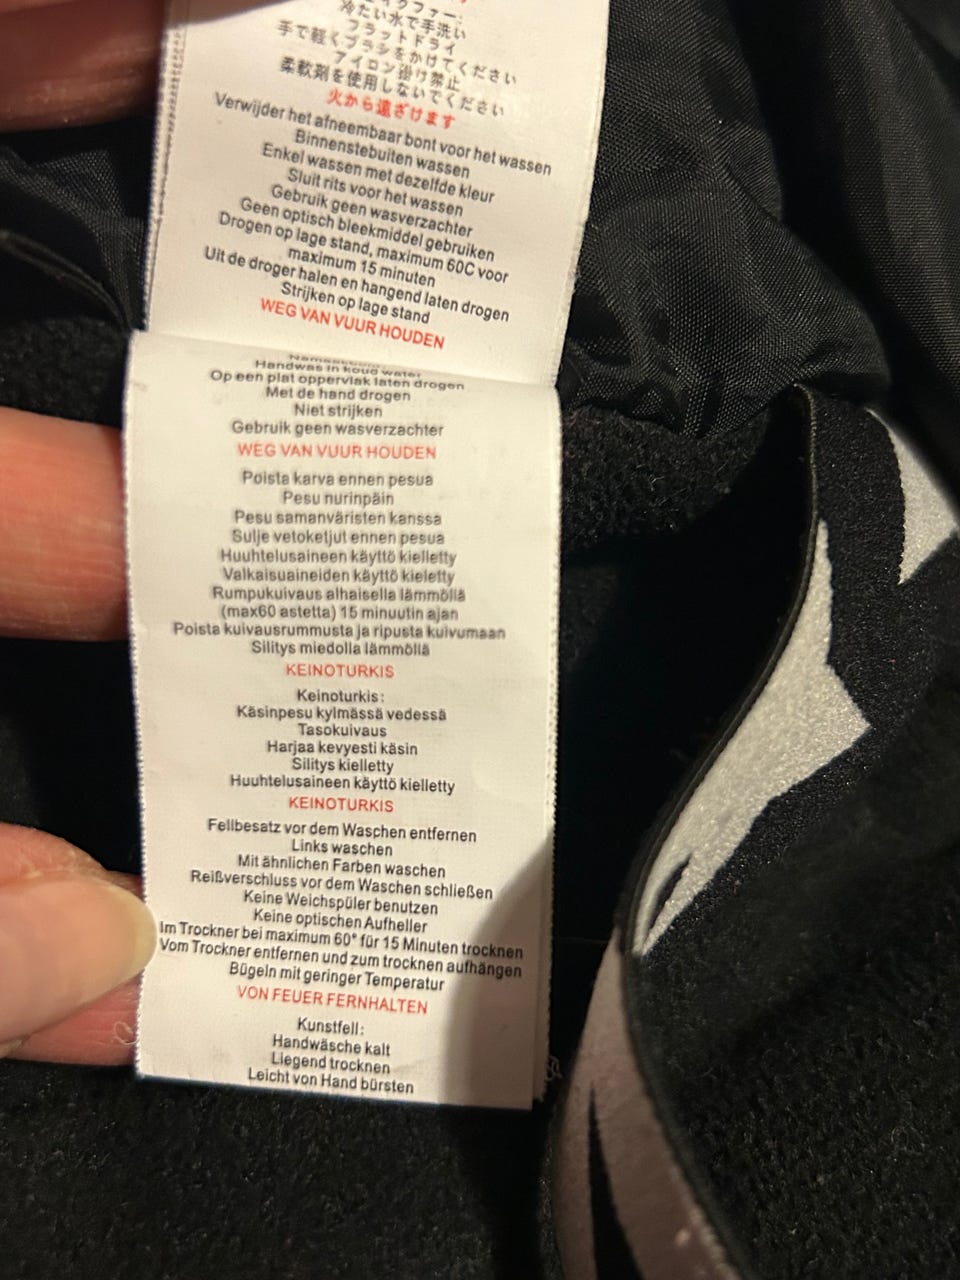 冷たい水で手洗い
フラットドライ
手で軽くブラシをかけてください
アイロン掛け禁止
柔軟剤を使用しないでください
火から遠ざけます
Verwijder het afneembaar bont voor het wassen
Binnenstebuiten wassen
Enkel wassen met dezelfde kleur
Sluit rits voor het wassen
Gebruik geen wasverzachter
Geen optisch bleekmiddel gebruiken
Drogen op lage stand, maximum 60C voor
maximum 15 minuten
Uit de droger halen en hangend laten drogen
Strijken op lage stand
WEG VAN VUUR HOUDEN
Handwas in koud water
Op een plat oppervlak laten drogen
Met de hand drogen
Niet strijken
Gebruik geen wasverzachter
WEG VAN VUUR HOUDEN
Poista karva ennen pesua
Pesu nurinpäin
Pesu samanväristen kanssa
Sulje vetoketjut ennen pesua
Huuhtelusaineen käyttö kielletty
Valkaisuaineiden käyttö kieletty
Rumpukuivaus alhaisella lämmöllä
(max60 astetta) 15 minuutin ajan
Poista kuivausrummusta ja ripusta kuivumaan
Silitys miedolla lämmöllä
KEINOTURKIS
Keinoturkis:
Käsinpesu kylmässä vedessä
Tasokuivaus
Harjaa kevyesti käsin
Silitys kielletty
Huuhtelusaineen käyttö kielletty
KEINOTURKIS
Fellbesatz vor dem Waschen entfernen
Links waschen
Mit ähnlichen Farben waschen
Reißverschluss vor dem Waschen schließen
Keine Weichspüler benutzen
Keine optischen Aufheller
Im Trockner bei maximum 60° für 15 Minuten trocknen
Vom Trockner entfernen und zum trocknen aufhängen
Bügeln mit geringer Temperatur
VON FEUER FERNHALTEN
Kunstfell:
Handwäsche kalt
Liegend trocknen
Leicht von Hand bürsten